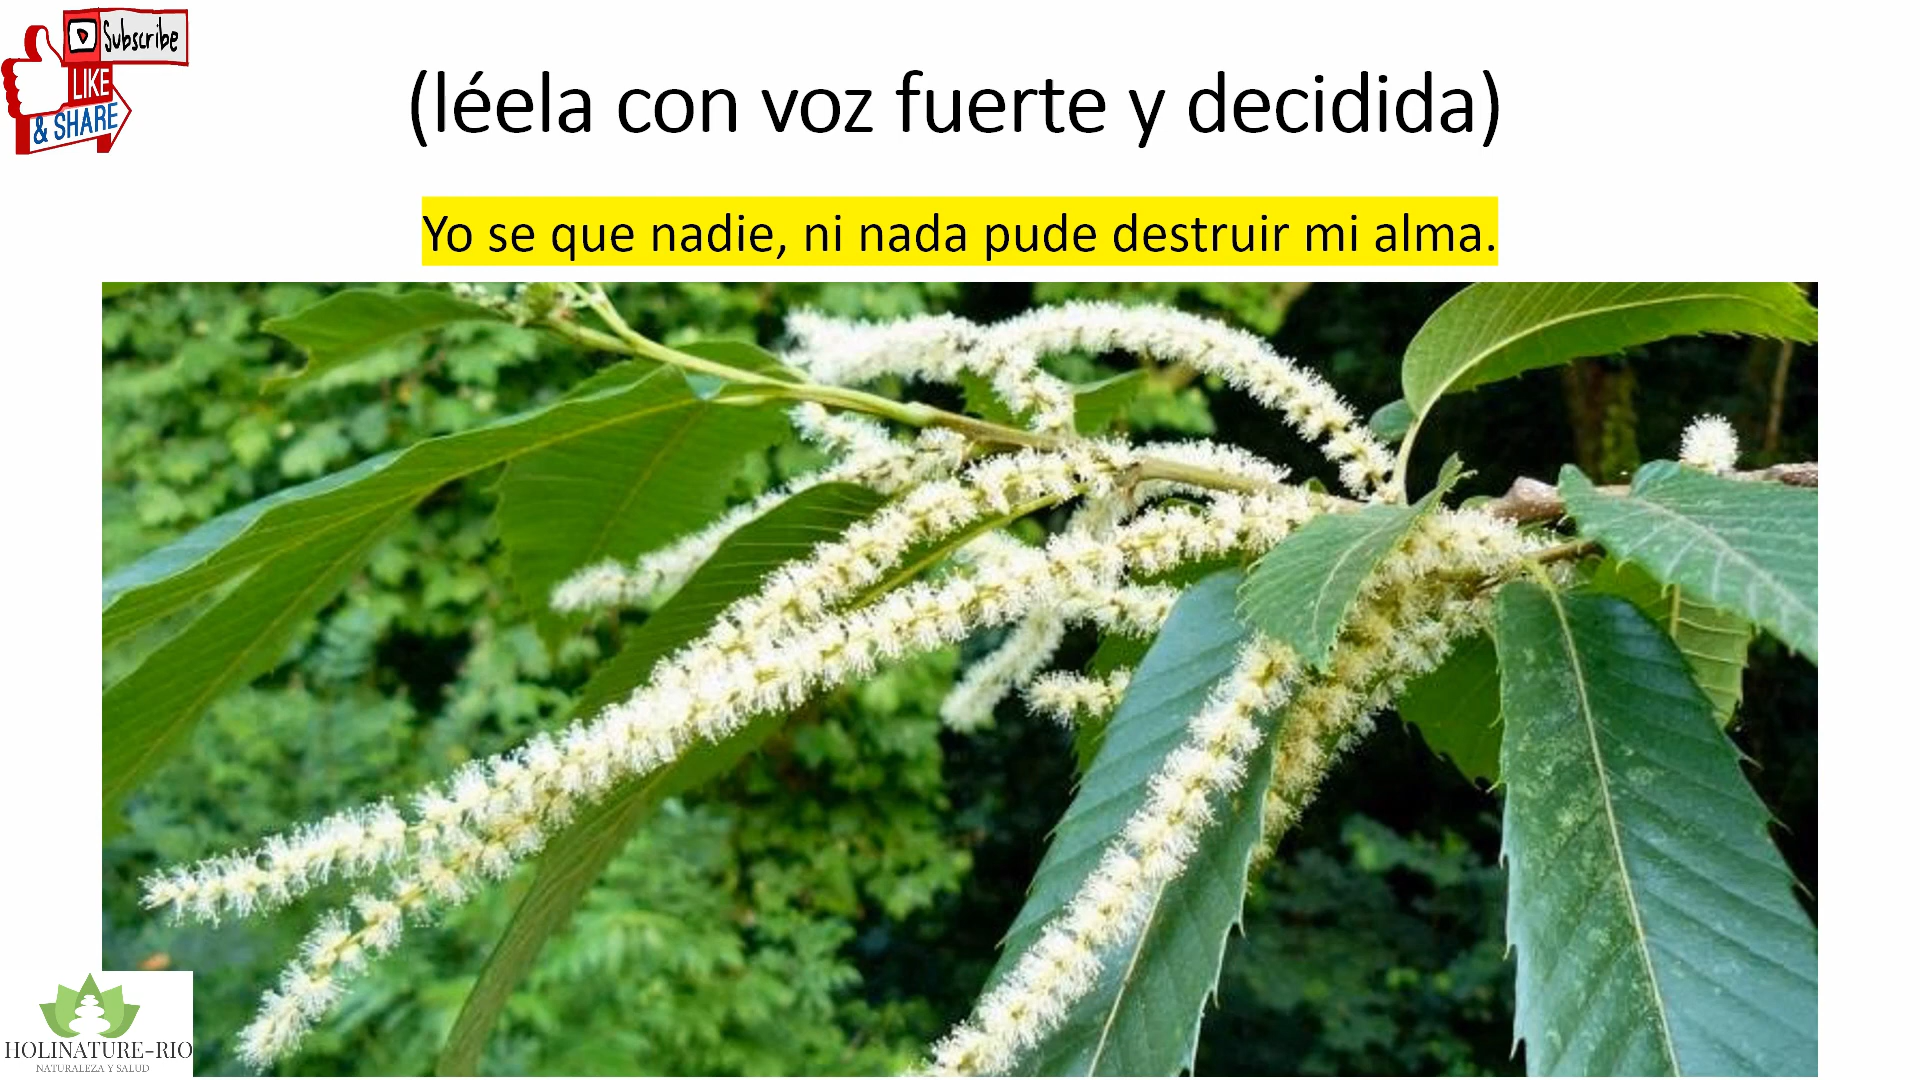 Subscribe
LIKE
& SHARE
(léela con voz fuerte y decidida)
Yo se que nadie, ni nada pude destruir mi alma.
HOLINATURE-RIO
NATURALEZA Y SALUD